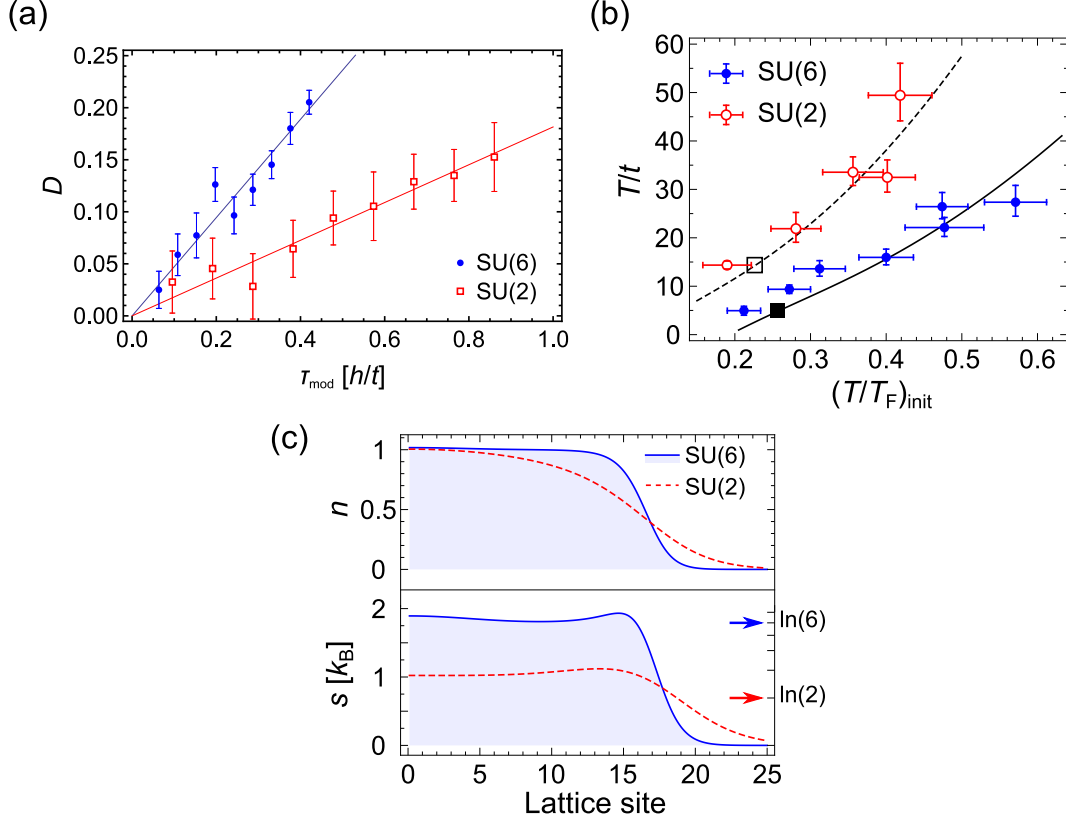 (a)
0.25
0.20
0.15
0.10
0.05
0.00
D
SU(6)
SU(2)
0.0 0.2 0.4 0.6 0.8 1.0
τmod [h/t]
(b)
60
50
40
30
20
10
0
T/t
SU(6)
SU(2)
0.2 0.3 0.4 0.5 0.6
(T/TF)init
(c)
1
0.5
0
n
SU(6)
SU(2)
2
1
0
s [kB]
ln(6)
ln(2)
0 5 10 15 20 25
Lattice site